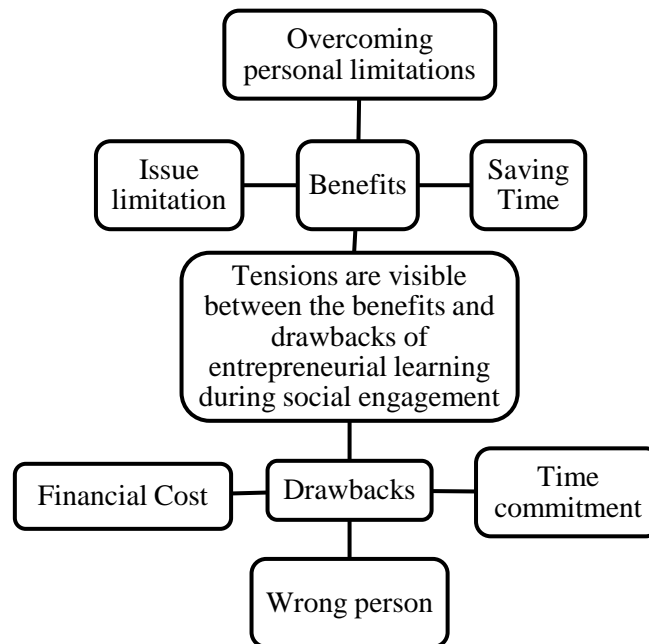 Overcoming
personal limitations
Issue
limitation
Benefits
Saving
Time
Tensions are visible
between the benefits and
drawbacks of
entrepreneurial learning
during social engagement
Financial Cost
Drawbacks
Time
commitment
Wrong person